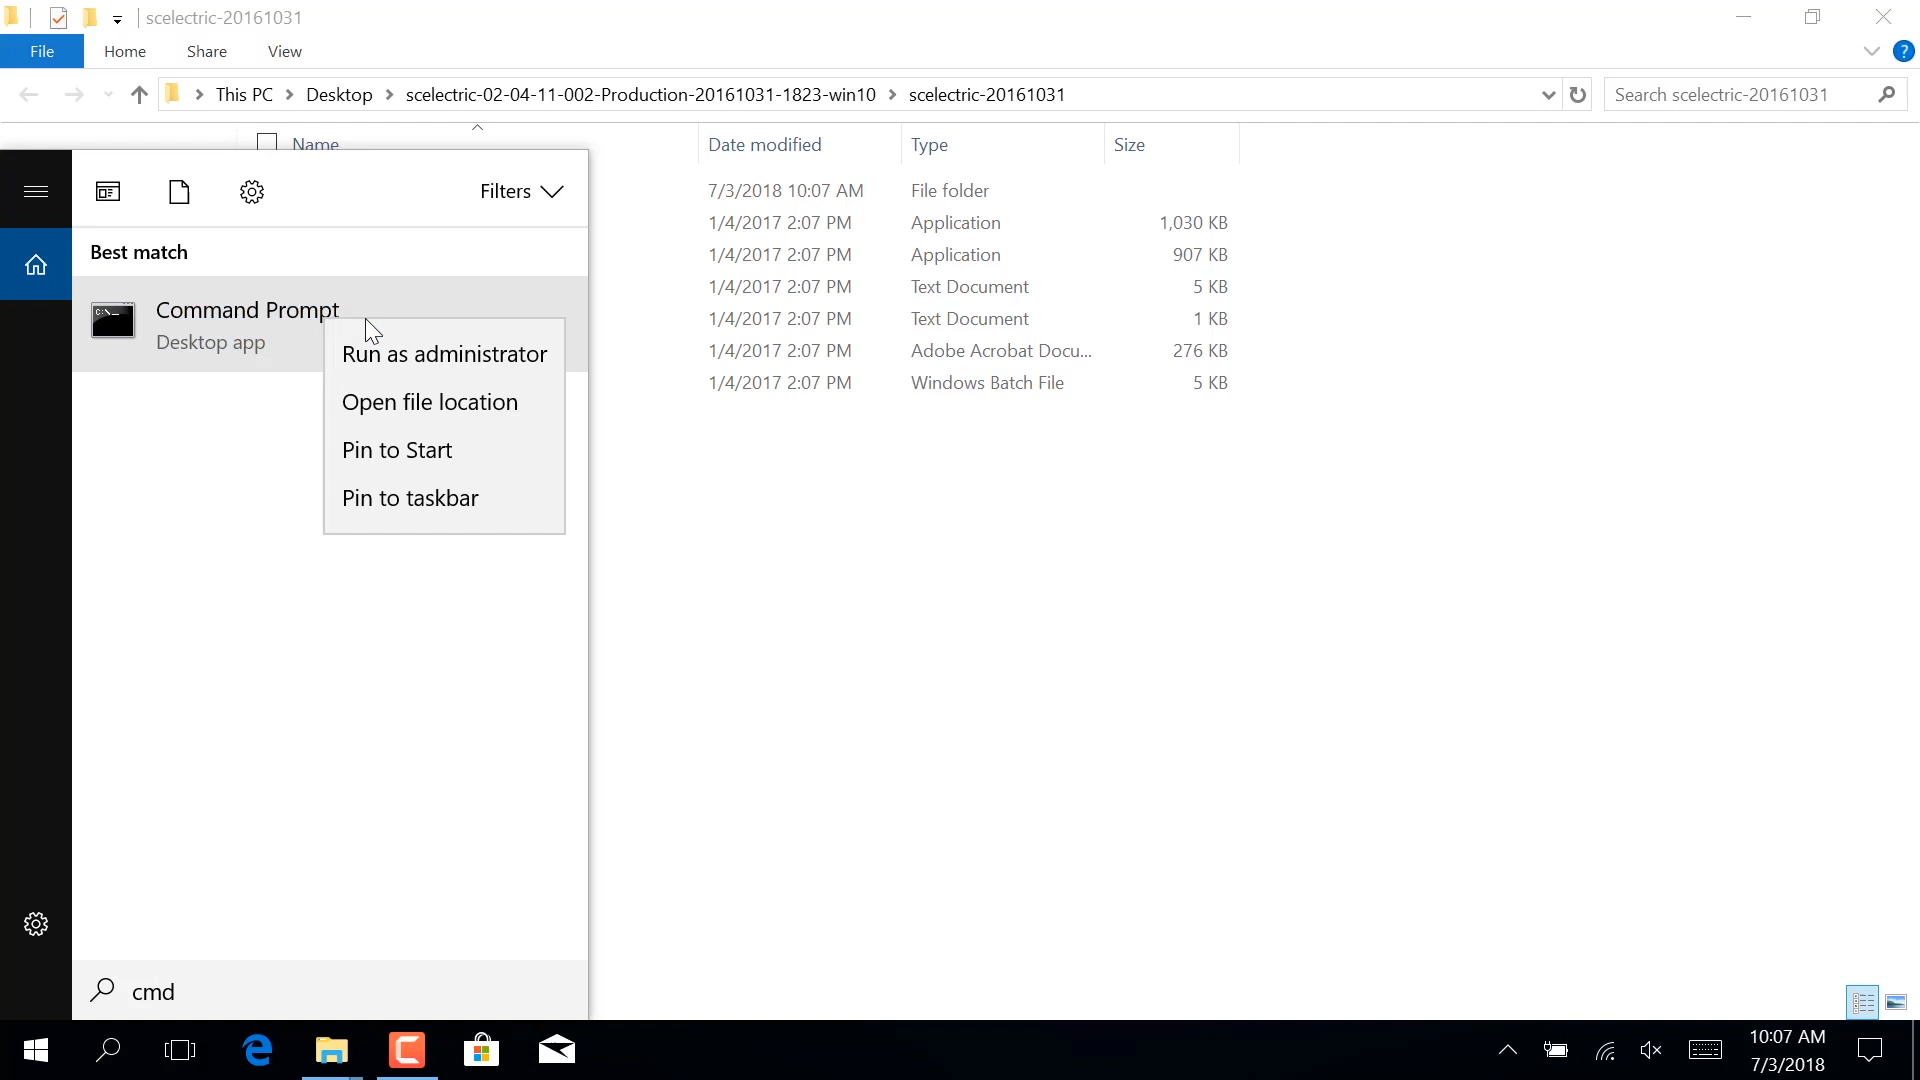 scelectric-20161031
File Home Share View
?
This PC > Desktop > scelectric-02-04-11-002-Production-20161031-1823-win10 > scelectric-20161031
Search scelectric-20161031
Name Date modified Type Size
7/3/2018 10:07 AM File folder
1/4/2017 2:07 PM Application 1,030 KB
1/4/2017 2:07 PM Application 907 KB
1/4/2017 2:07 PM Text Document 5 KB
1/4/2017 2:07 PM Text Document 1 KB
1/4/2017 2:07 PM Adobe Acrobat Docu... 276 KB
1/4/2017 2:07 PM Windows Batch File 5 KB
Filters
Best match
C:\_
Command Prompt
Desktop app
Run as administrator
Open file location
Pin to Start
Pin to taskbar
cmd
10:07 AM
7/3/2018